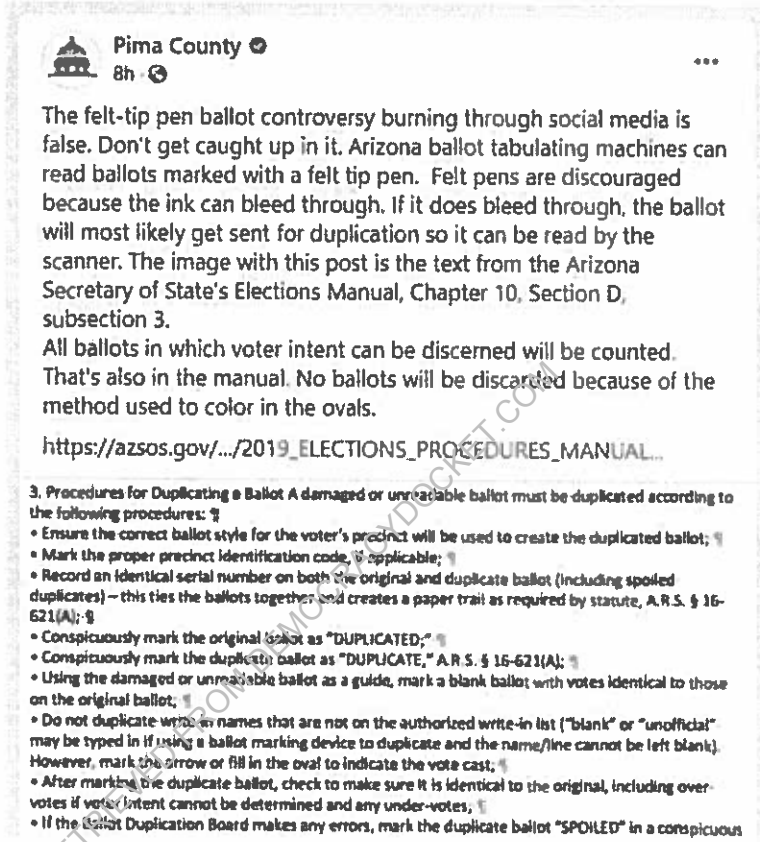 Pima County
8h
The felt-tip pen ballot controversy burning through social media is
false. Don't get caught up in it. Arizona ballot tabulating machines can
read ballots marked with a felt tip pen. Felt pens are discouraged
because the ink can bleed through. If it does bleed through, the ballot
will most likely get sent for duplication so it can be read by the
scanner. The image with this post is the text from the Arizona
Secretary of State's Elections Manual, Chapter 10, Section D,
subsection 3.
All ballots in which voter intent can be discerned will be counted.
That's also in the manual. No ballots will be discarded because of the
method used to color in the ovals.
https://azsos.gov/.../2019_ELECTIONS_PROCEDURES_MANUAL...
3. Procedures for Duplicating a Ballot A damaged or unreadable ballot must be duplicated according to
the following procedures: ¶
• Ensure the correct ballot style for the voter's precinct will be used to create the duplicated ballot; ¶
• Mark the proper precinct identification code, if applicable; ¶
• Record an identical serial number on both the original and duplicate ballot (including spoiled
duplicates) – this ties the ballots together and creates a paper trail as required by statute, A.R.S. § 16-
621(A); ¶
• Conspicuously mark the original ballot as "DUPLICATED;" ¶
• Conspicuously mark the duplicate ballot as "DUPLICATE," A.R.S. § 16-621(A); ¶
• Using the damaged or unreadable ballot as a guide, mark a blank ballot with votes identical to those
on the original ballot; ¶
• Do not duplicate write-in names that are not on the authorized write-in list ("blank" or "unofficial"
may be typed in if using a ballot marking device to duplicate and the name/line cannot be left blank).
However, mark the arrow or fill in the oval to indicate the vote cast; ¶
• After marking the duplicate ballot, check to make sure it is identical to the original, including over-
votes if voter intent cannot be determined and any under-votes; ¶
• If the Ballot Duplication Board makes any errors, mark the duplicate ballot "SPOILED" in a conspicuous
RETRIEVED FROM DEMOCRACYDOCKET.COM